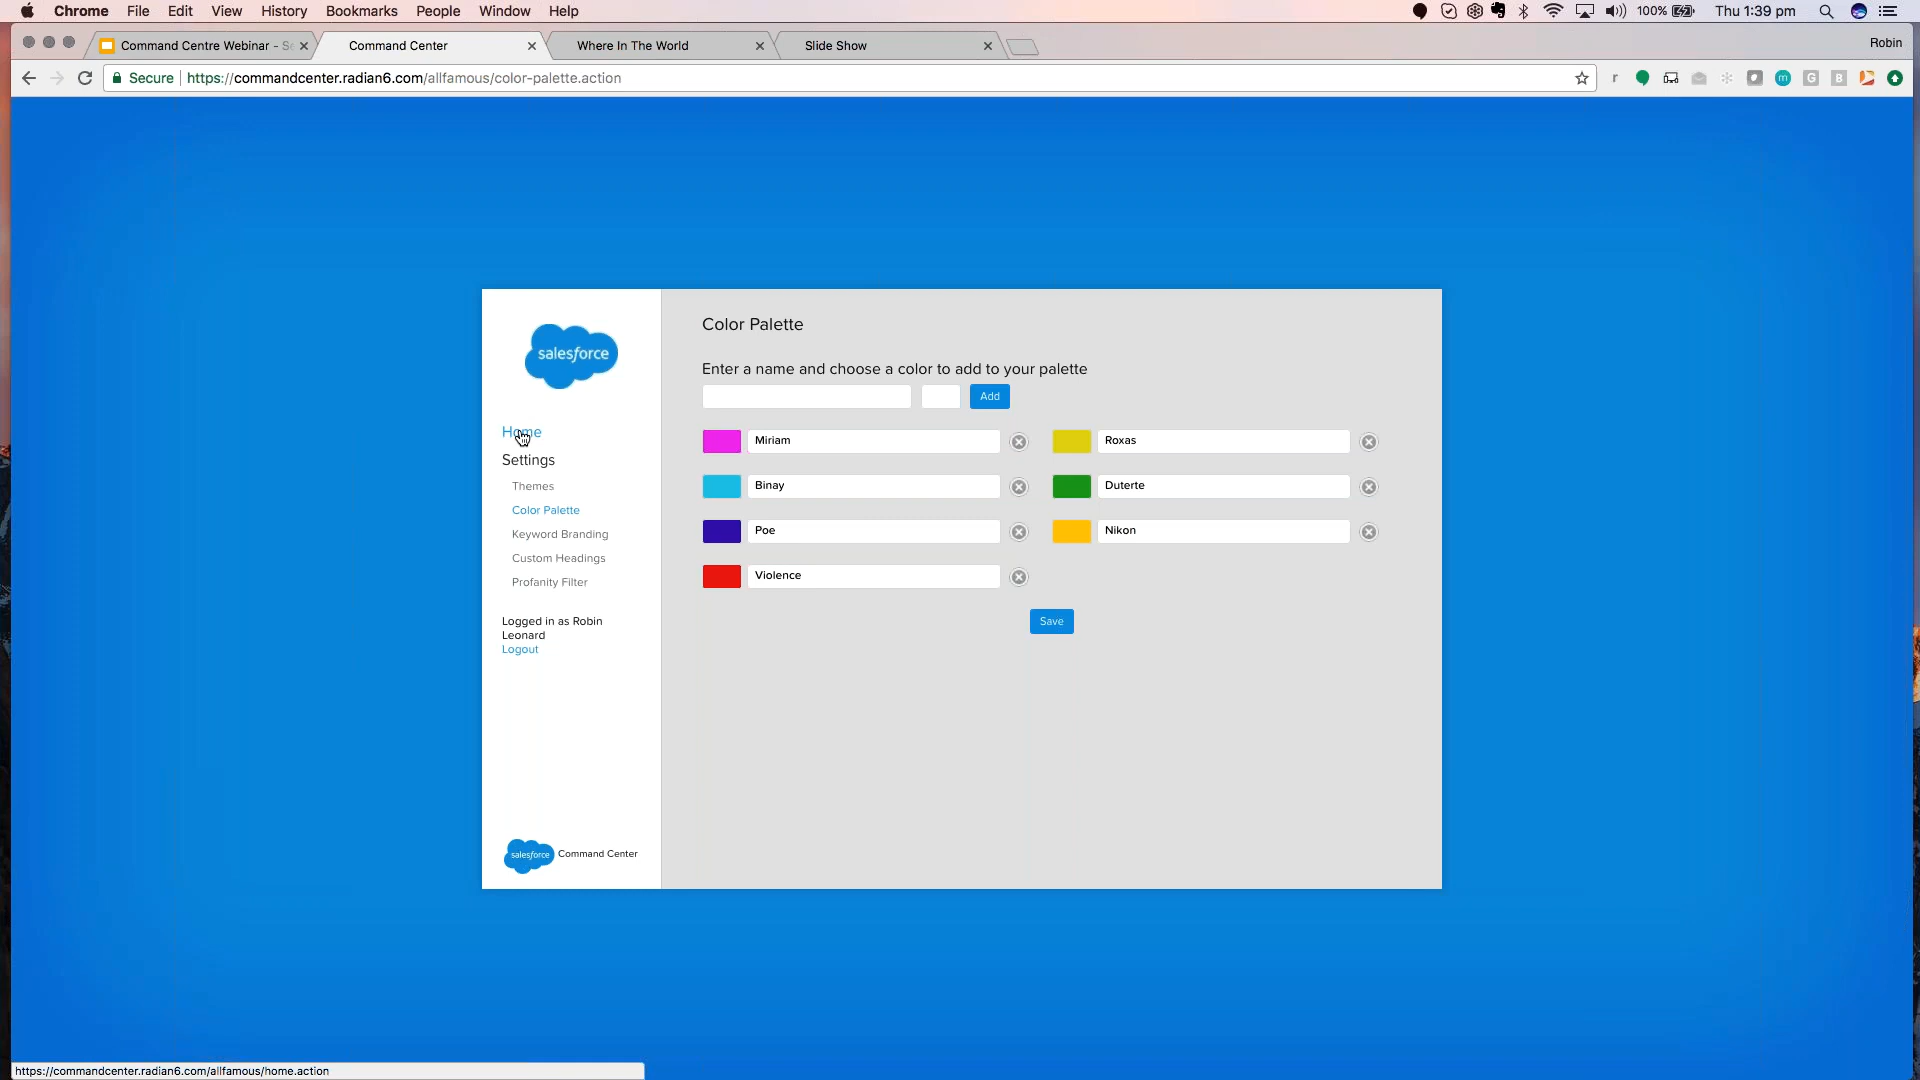 Chrome File Edit View History Bookmarks People Window Help 100% Thu 1:39 pm
Command Centre Webinar - Command Center Where In The World Slide Show Robin
Secure https://commandcenter.radian6.com/allfamous/color-palette.action r m G B
salesforce
Home
Settings
Themes
Color Palette
Keyword Branding
Custom Headings
Profanity Filter
Logged in as Robin
Leonard
Logout
salesforce Command Center
Color Palette
Enter a name and choose a color to add to your palette
Add
Miriam Roxas
Binay Duterte
Poe Nikon
Violence
Save
https://commandcenter.radian6.com/allfamous/home.action